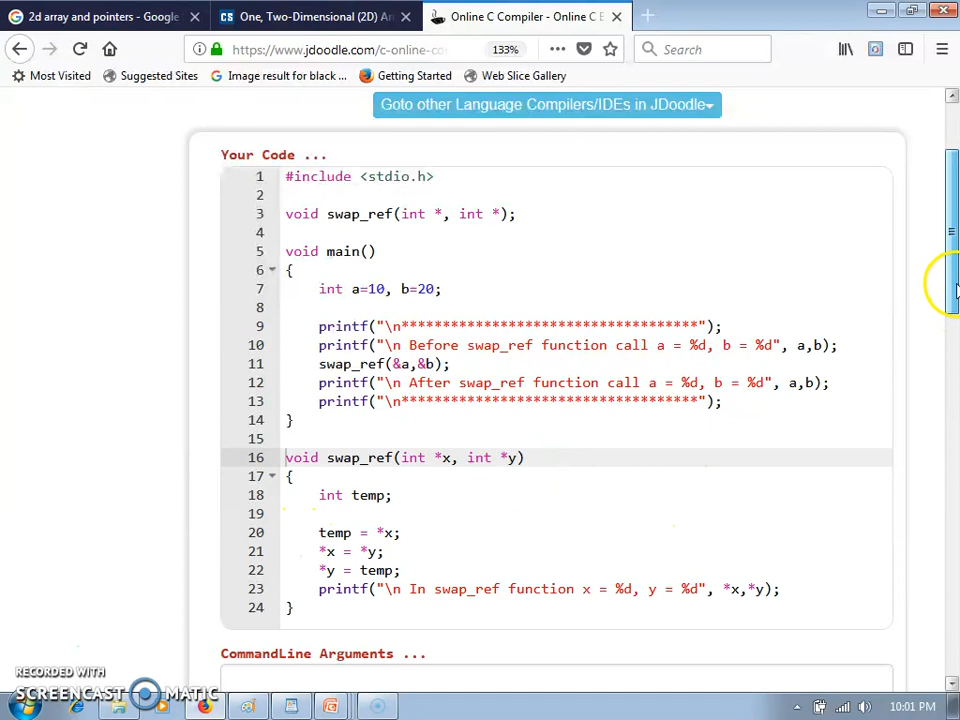 2d array and pointers - Google
One, Two-Dimensional (2D) Ar
Online C Compiler - Online C E
https://www.jdoodle.com/c-online-co
133%
Search
Most Visited
Suggested Sites
Image result for black ...
Getting Started
Web Slice Gallery
Goto other Language Compilers/IDEs in JDoodle
Your Code ...
1 #include <stdio.h>
2
3 void swap_ref(int *, int *);
4
5 void main()
6 {
7 int a=10, b=20;
8
9 printf("\n************************************");
10 printf("\n Before swap_ref function call a = %d, b = %d", a,b);
11 swap_ref(&a,&b);
12 printf("\n After swap_ref function call a = %d, b = %d", a,b);
13 printf("\n************************************");
14 }
15
16 void swap_ref(int *x, int *y)
17 {
18 int temp;
19
20 temp = *x;
21 *x = *y;
22 *y = temp;
23 printf("\n In swap_ref function x = %d, y = %d", *x,*y);
24 }
CommandLine Arguments ...
RECORDED WITH
SCREENCAST MATIC
10:01 PM